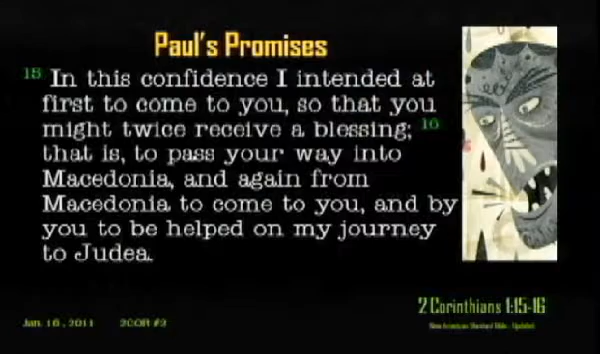 Paul's Promises
15 In this confidence I intended at
first to come to you, so that you
might twice receive a blessing; 16
that is, to pass your way into
Macedonia, and again from
Macedonia to come to you, and by
you to be helped on my journey
to Judea.
2 Corinthians 1:15-16
New American Standard Bible - Updated
Jan. 16, 2011 2COR #2